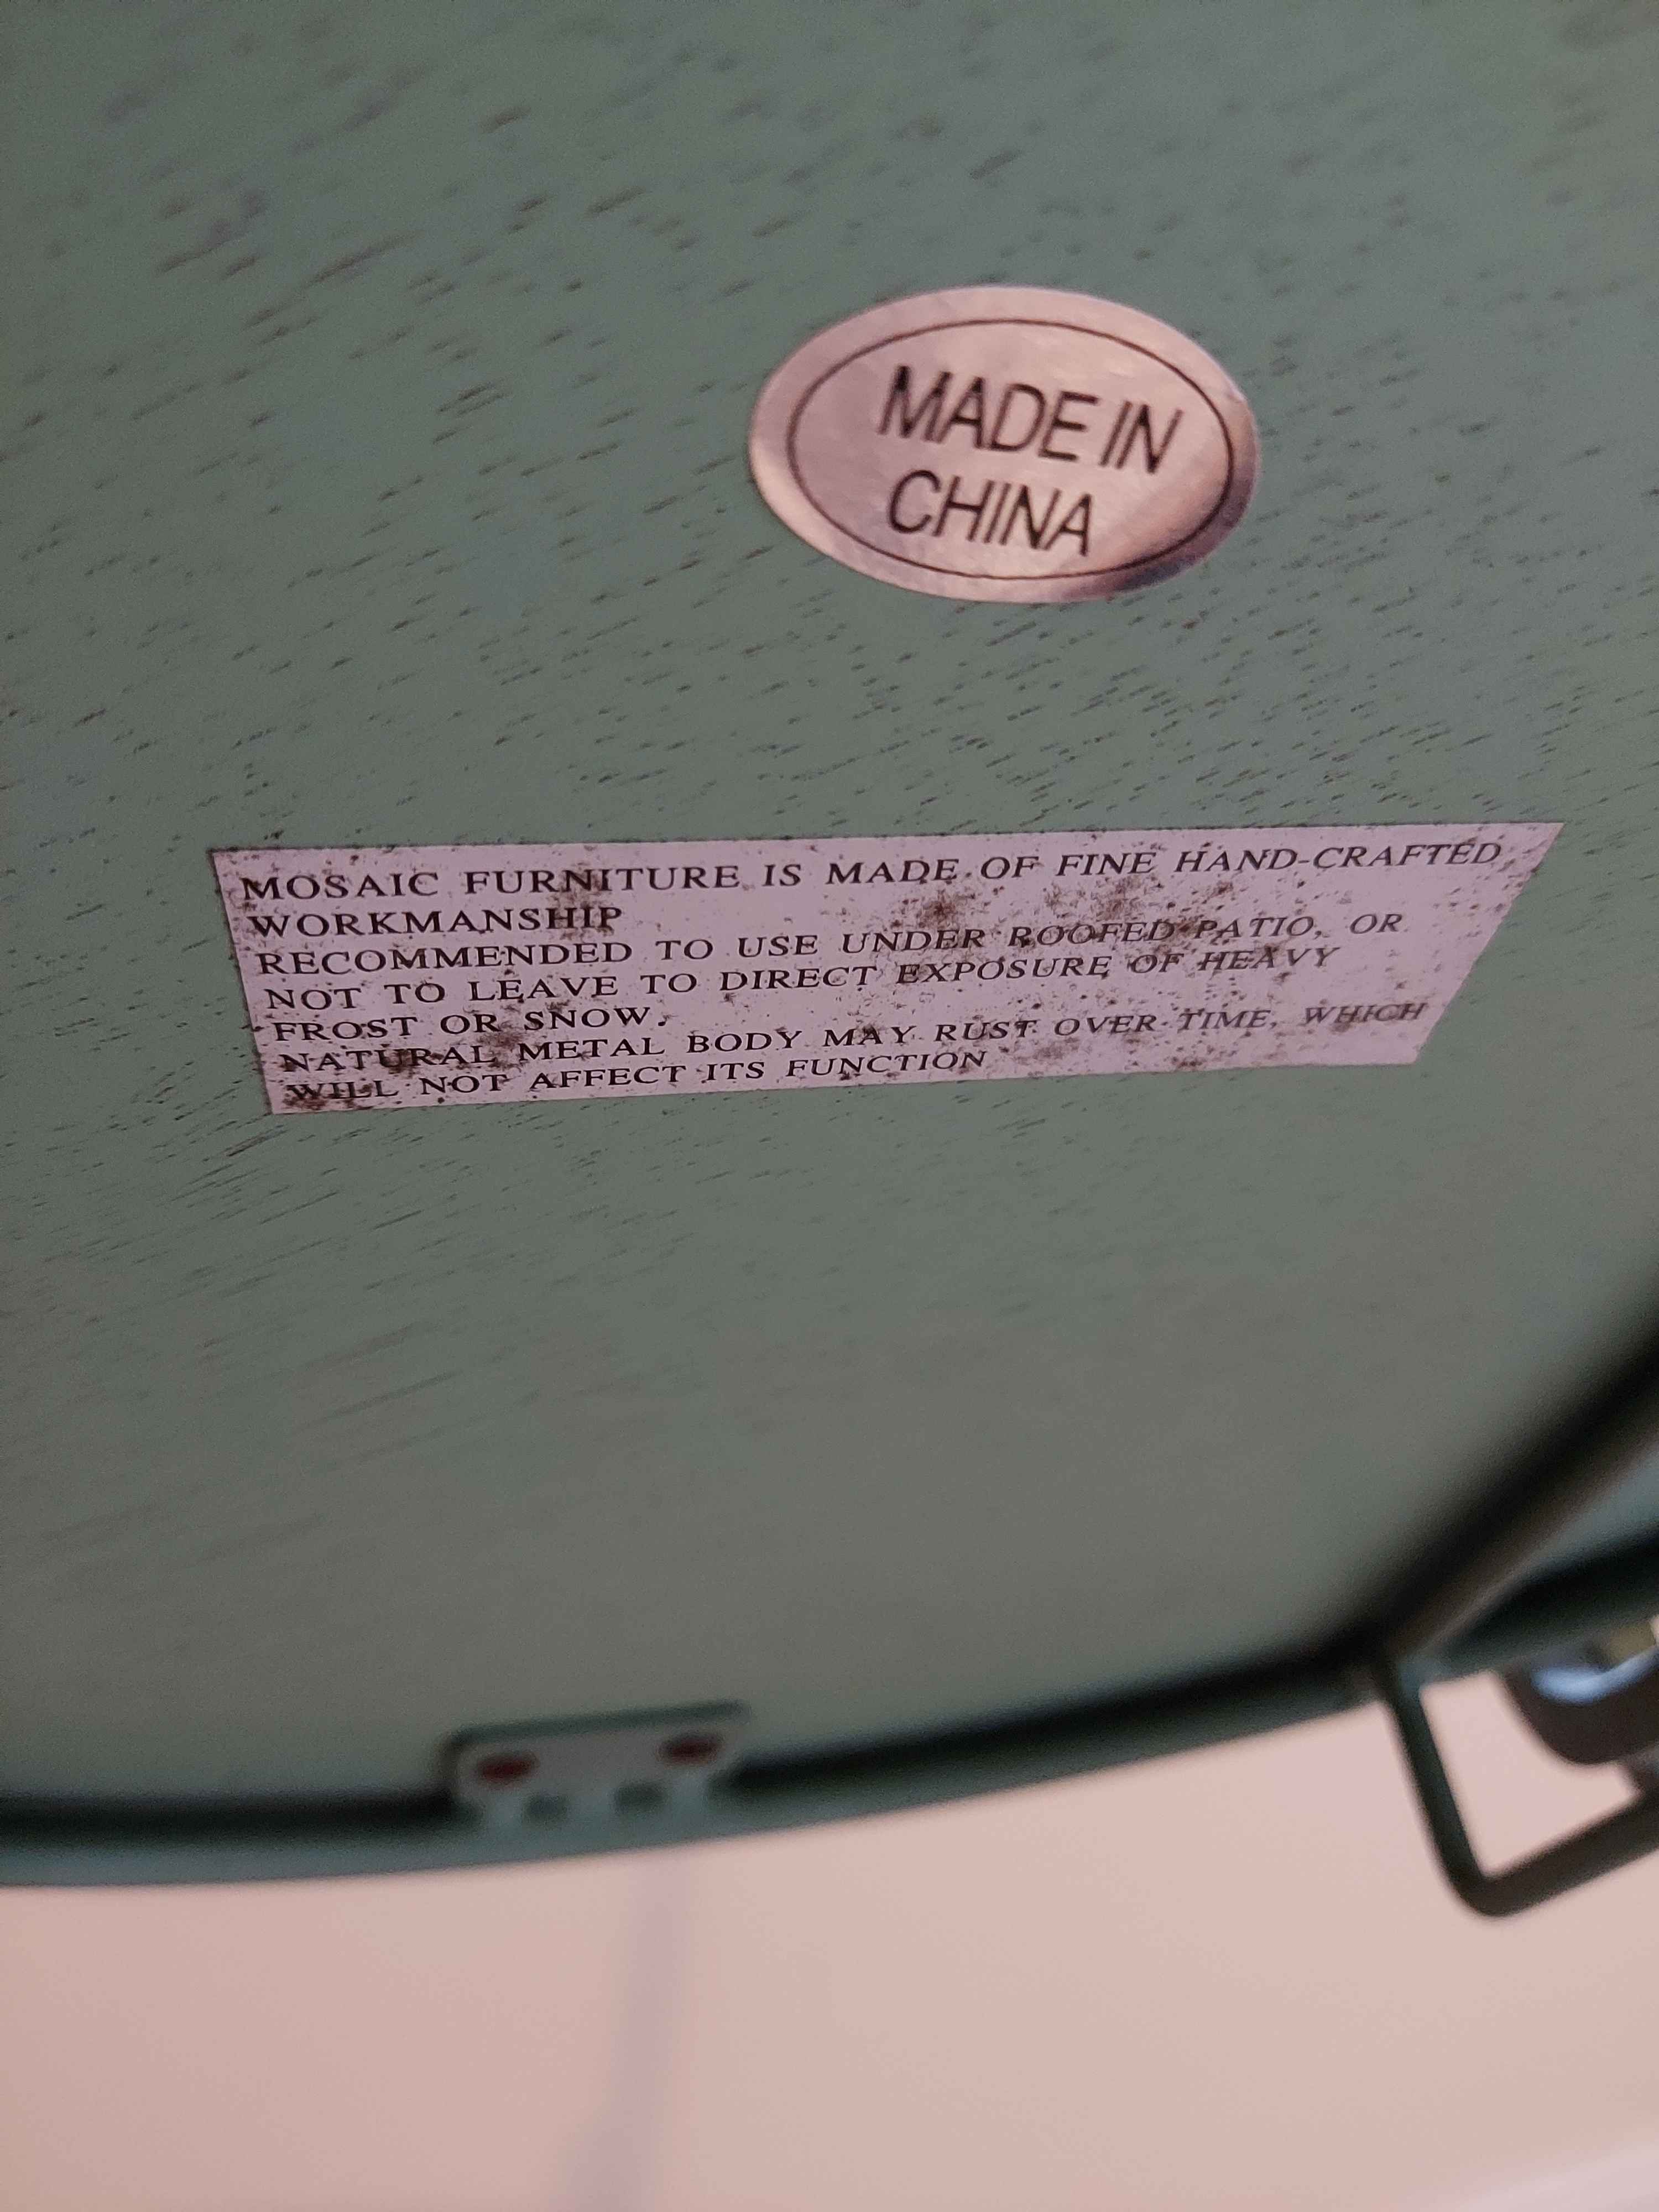 MADE IN
CHINA
MOSAIC FURNITURE IS MADE OF FINE HAND-CRAFTED
WORKMANSHIP
RECOMMENDED TO USE UNDER ROOFED PATIO, OR
NOT TO LEAVE TO DIRECT EXPOSURE OF HEAVY
FROST OR SNOW.
NATURAL METAL BODY MAY RUST OVER TIME, WHICH
WILL NOT AFFECT ITS FUNCTION